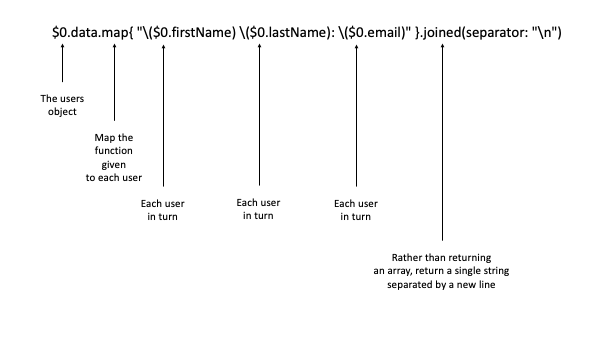 $0.data.map{ "\($0.firstName) \($0.lastName): \($0.email)" }.joined(separator: "\n")
The users
object
Map the
function
given
to each user
Each user
in turn
Each user
in turn
Each user
in turn
Rather than returning
an array, return a single string
separated by a new line